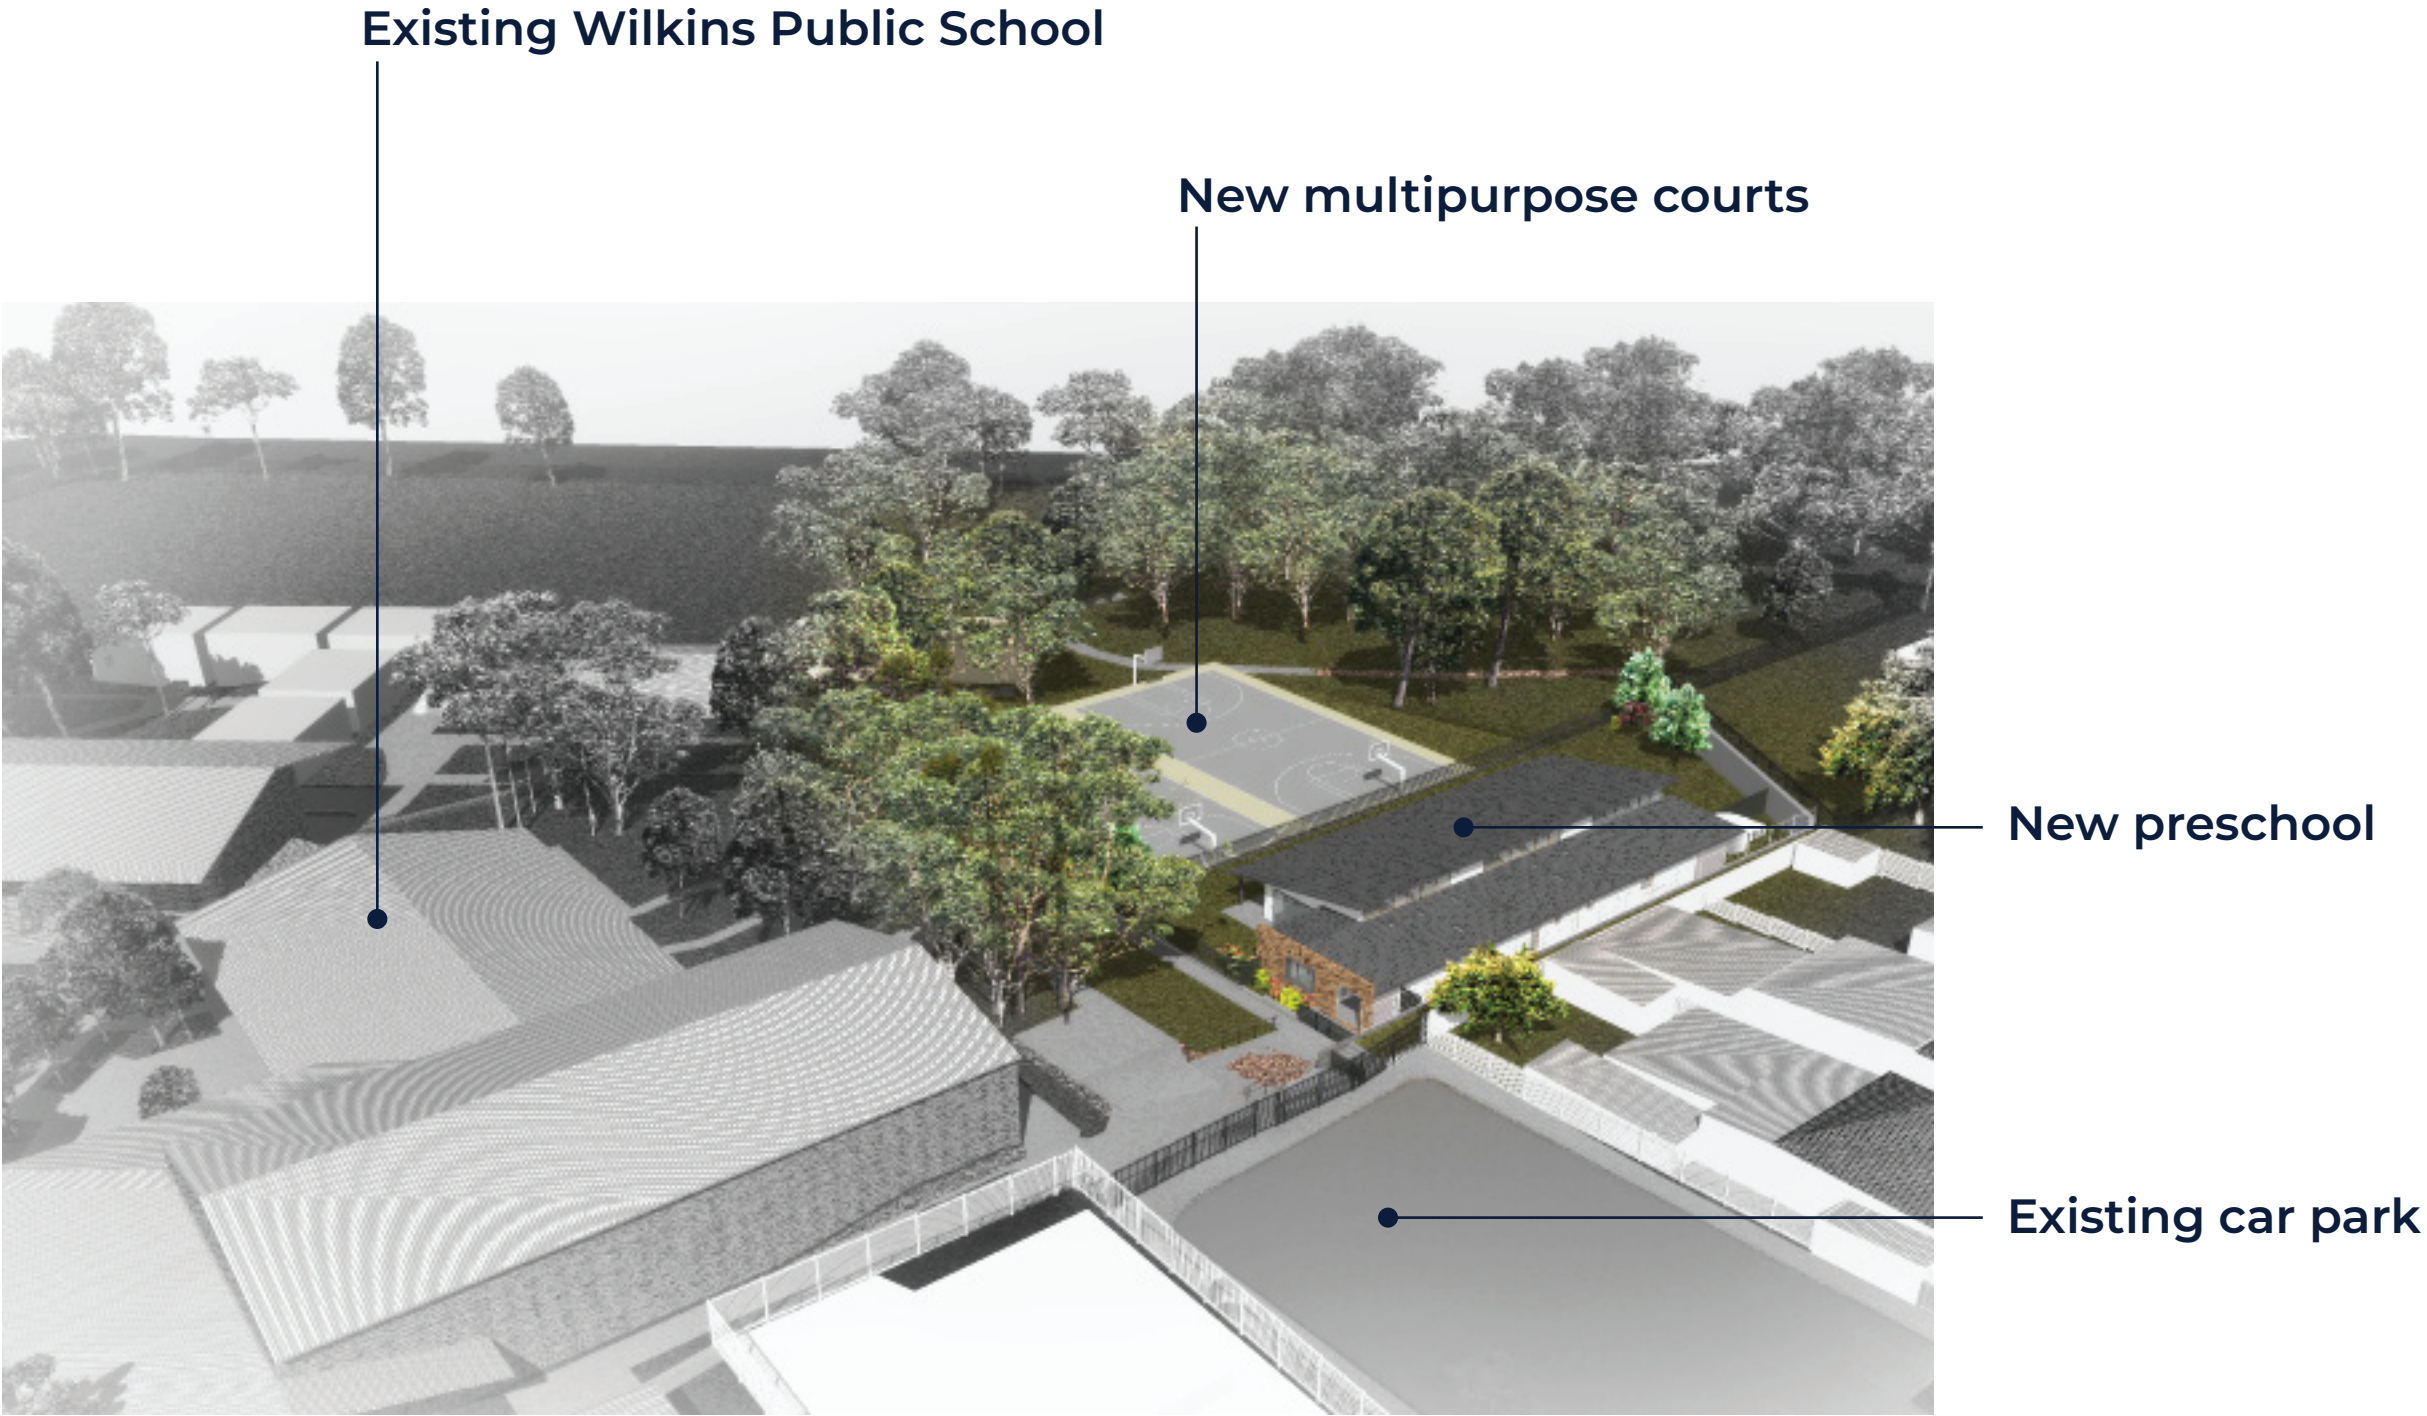 Existing Wilkins Public School
New multipurpose courts
New preschool
Existing car park